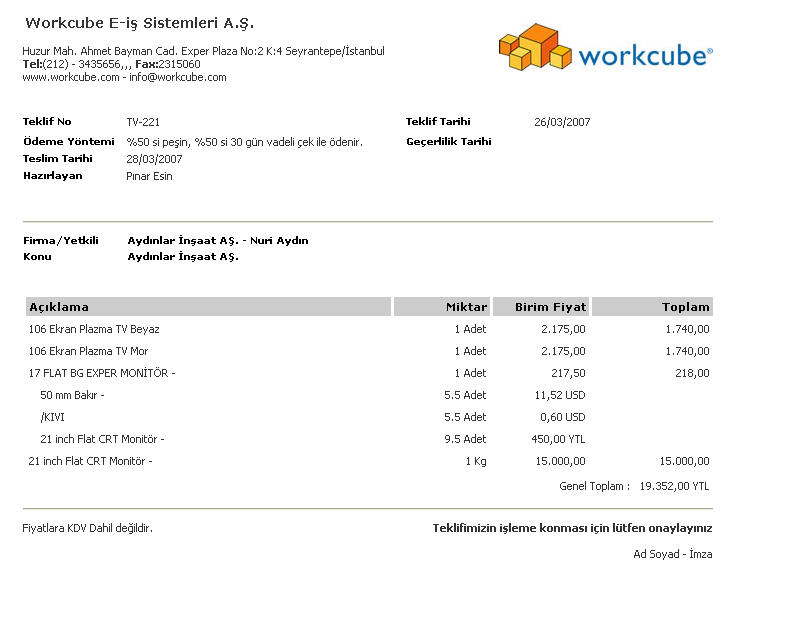 Workcube E-iş Sistemleri A.Ş.
workcube®
Huzur Mah. Ahmet Bayman Cad. Exper Plaza No:2 K:4 Seyrantepe/İstanbul
Tel:(212) - 3435656,,, Fax:2315060
www.workcube.com - info@workcube.com
Teklif No TV-221 Teklif Tarihi 26/03/2007
Ödeme Yöntemi %50 si peşin, %50 si 30 gün vadeli çek ile ödenir. Geçerlilik Tarihi
Teslim Tarihi 28/03/2007
Hazırlayan Pınar Esin
Firma/Yetkili Aydınlar İnşaat AŞ. - Nuri Aydın
Konu Aydınlar İnşaat AŞ.
Açıklama Miktar Birim Fiyat Toplam
106 Ekran Plazma TV Beyaz 1 Adet 2.175,00 1.740,00
106 Ekran Plazma TV Mor 1 Adet 2.175,00 1.740,00
17 FLAT BG EXPER MONİTÖR - 1 Adet 217,50 218,00
50 mm Bakır - 5.5 Adet 11,52 USD
/KIVI 5.5 Adet 0,60 USD
21 inch Flat CRT Monitör - 9.5 Adet 450,00 YTL
21 inch Flat CRT Monitör - 1 Kg 15.000,00 15.000,00
Genel Toplam : 19.352,00 YTL
Fiyatlara KDV Dahil değildir. Teklifimizin işleme konması için lütfen onaylayınız
Ad Soyad - İmza